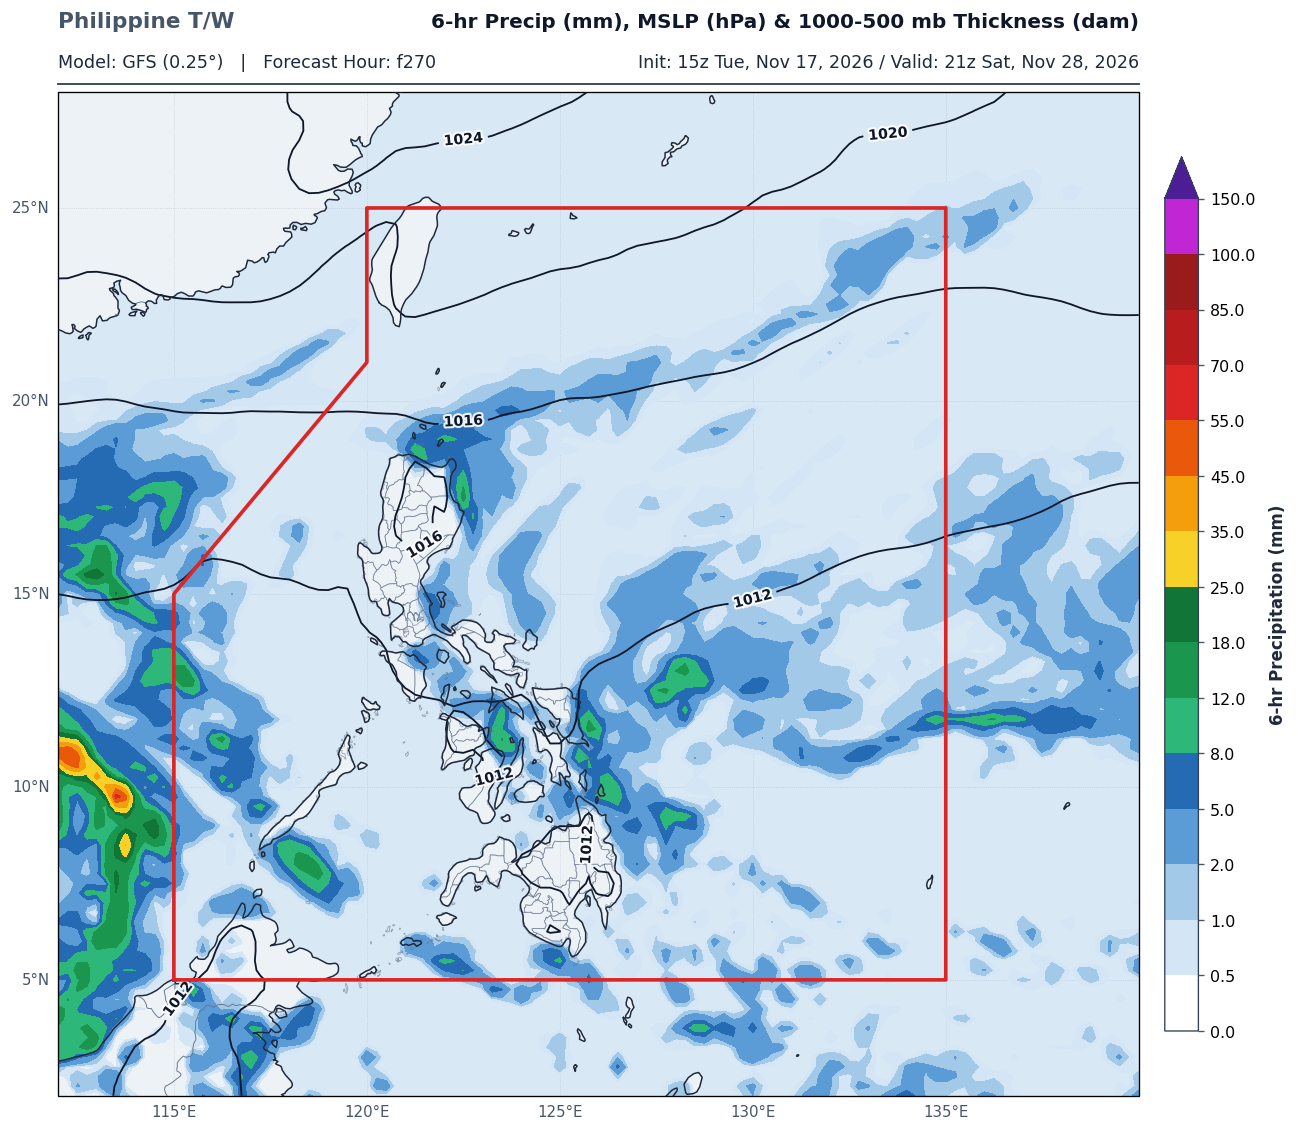 Philippine T/W
6-hr Precip (mm), MSLP (hPa) & 1000-500 mb Thickness (dam)
Model: GFS (0.25°) | Forecast Hour: f270
Init: 15z Tue, Nov 17, 2026 / Valid: 21z Sat, Nov 28, 2026
1024
1020
25°N
20°N
1016
1016
15°N
1012
1012
10°N
1012
5°N
1012
115°E
120°E
125°E
130°E
135°E
150.0
100.0
85.0
70.0
55.0
45.0
35.0
25.0
18.0
12.0
8.0
5.0
2.0
1.0
0.5
0.0
6-hr Precipitation (mm)